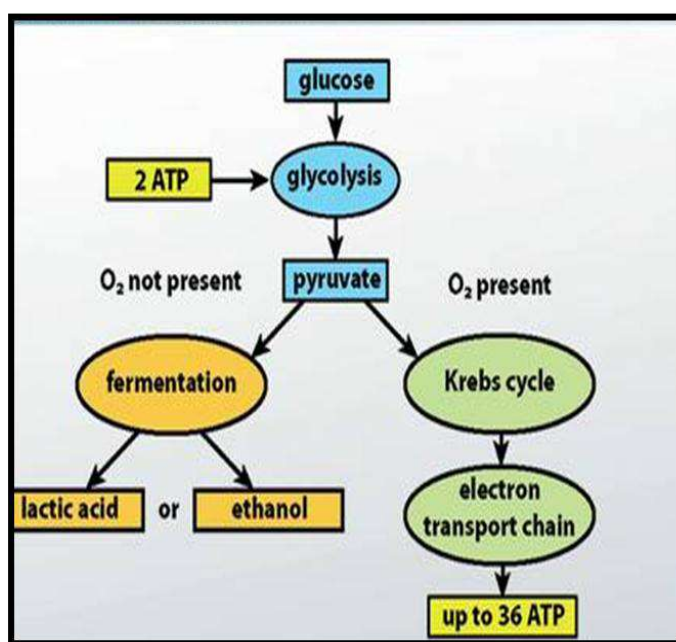 glucose
2 ATP
glycolysis
O₂ not present
pyruvate
O₂ present
fermentation
Krebs cycle
lactic acid or ethanol
electron
transport chain
up to 36 ATP